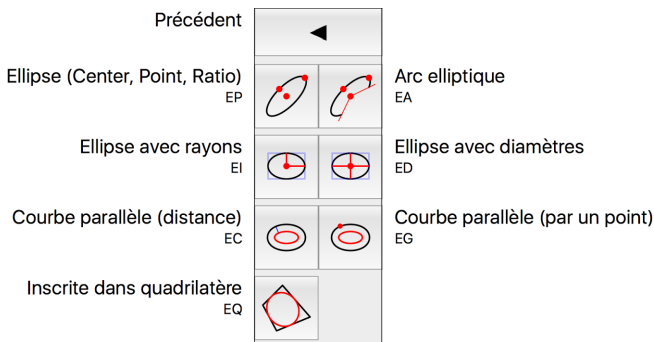 Précédent
Ellipse (Center, Point, Ratio)
EP
Arc elliptique
EA
Ellipse avec rayons
EI
Ellipse avec diamètres
ED
Courbe parallèle (distance)
EC
Courbe parallèle (par un point)
EG
Inscrite dans quadrilatère
EQ